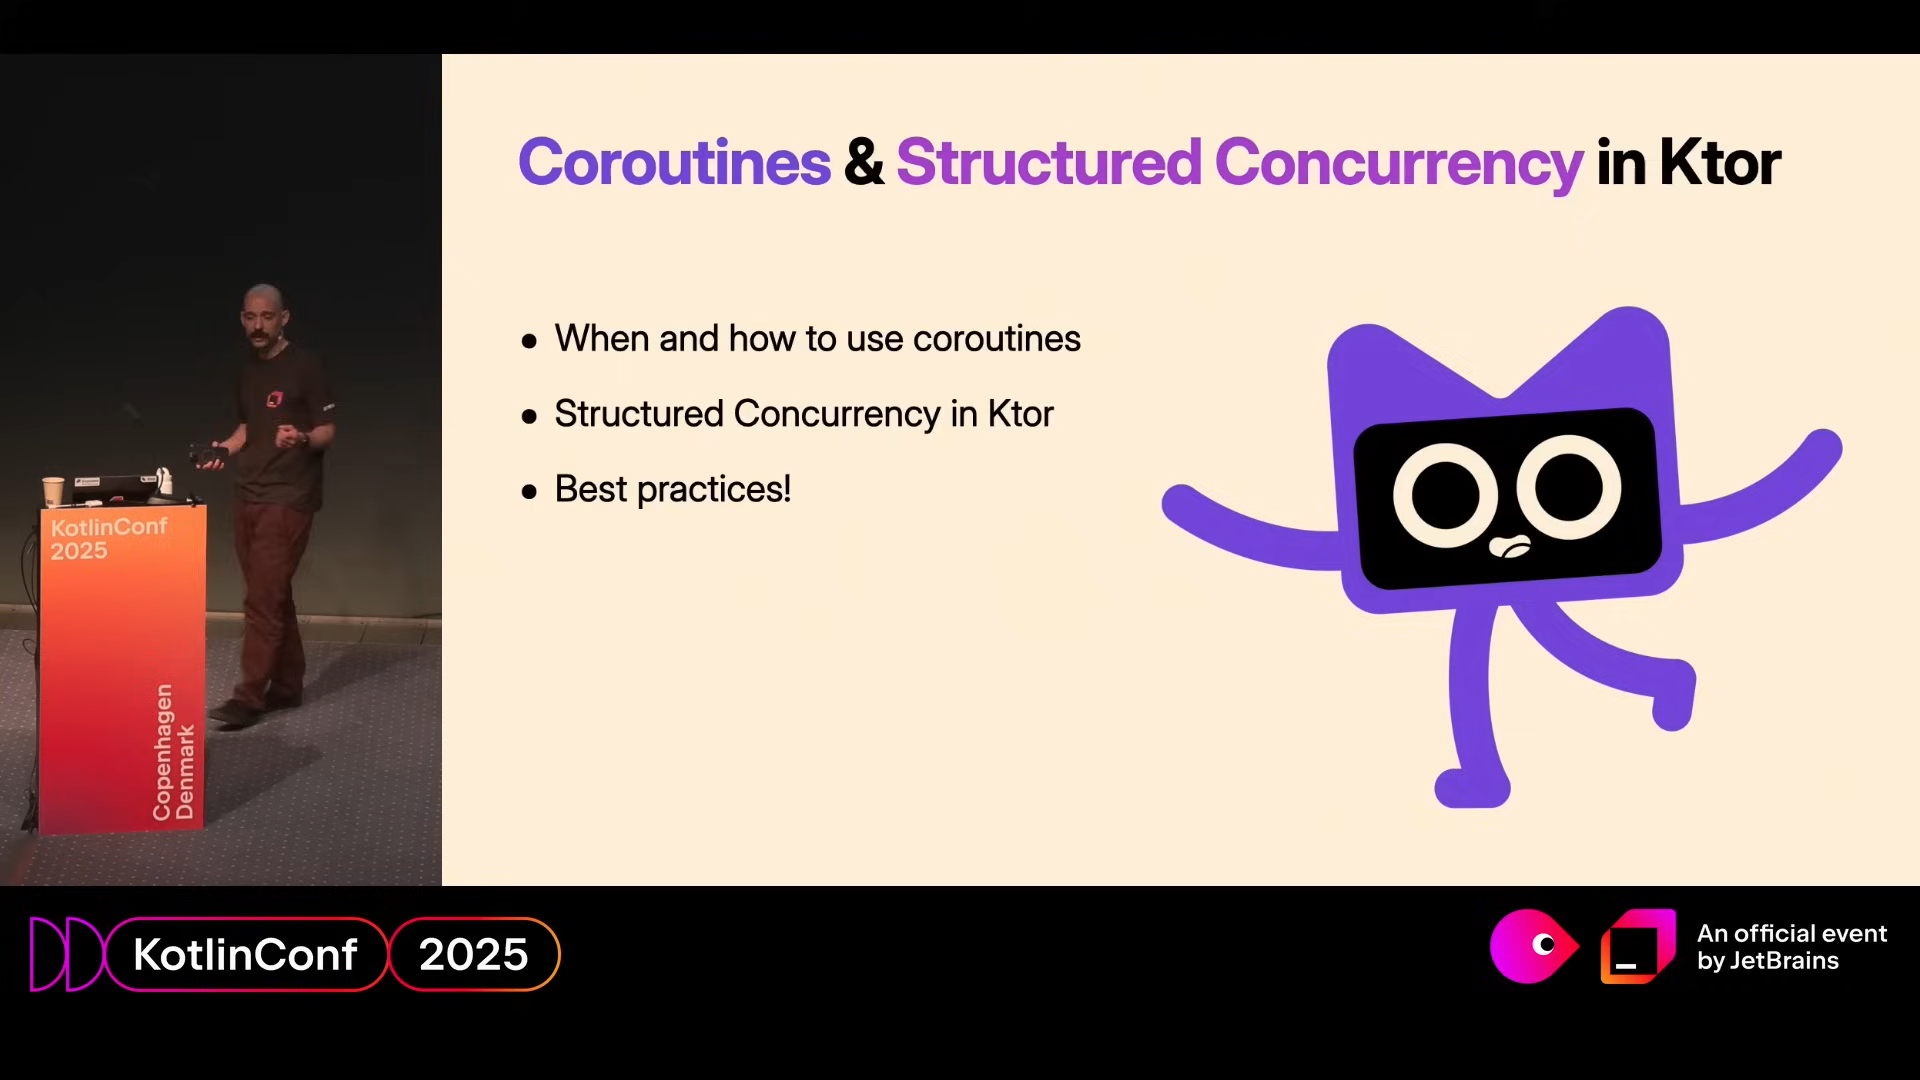 Coroutines & Structured Concurrency in Ktor
● When and how to use coroutines
● Structured Concurrency in Ktor
● Best practices!
KotlinConf
2025
Copenhagen
Denmark
KotlinConf 2025
An official event
by JetBrains